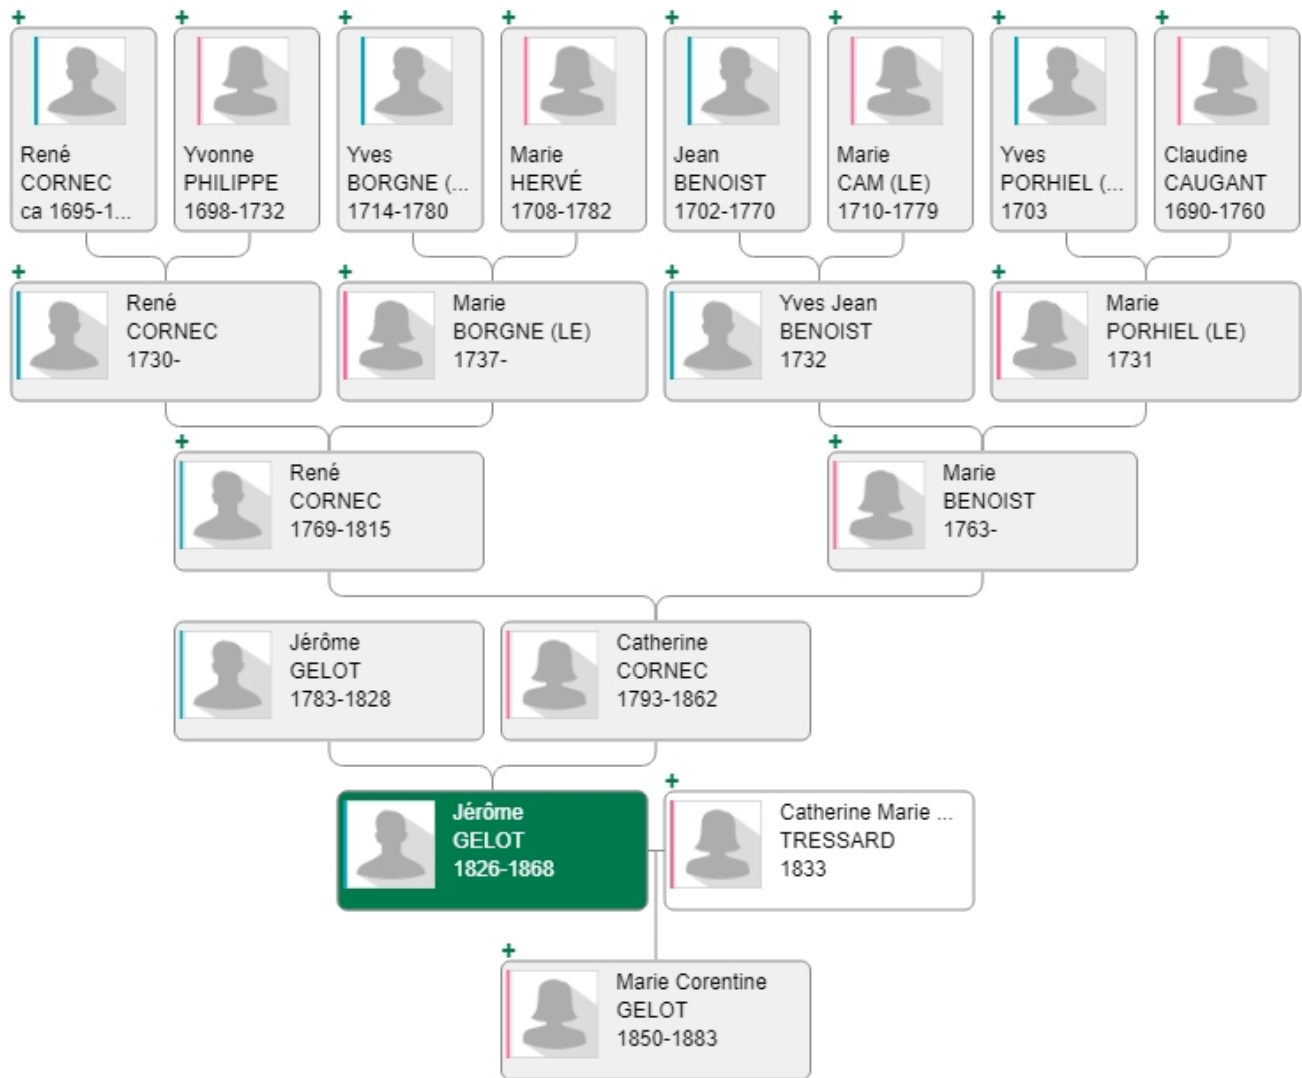 René
CORNEC
ca 1695-1...
Yvonne
PHILIPPE
1698-1732
Yves
BORGNE (...
1714-1780
Marie
HERVÉ
1708-1782
Jean
BENOIST
1702-1770
Marie
CAM (LE)
1710-1779
Yves
PORHIEL (...
1703
Claudine
CAUGANT
1690-1760
René
CORNEC
1730-
Marie
BORGNE (LE)
1737-
Yves Jean
BENOIST
1732
Marie
PORHIEL (LE)
1731
René
CORNEC
1769-1815
Marie
BENOIST
1763-
Jérôme
GELOT
1783-1828
Catherine
CORNEC
1793-1862
Jérôme
GELOT
1826-1868
Catherine Marie ...
TRESSARD
1833
Marie Corentine
GELOT
1850-1883